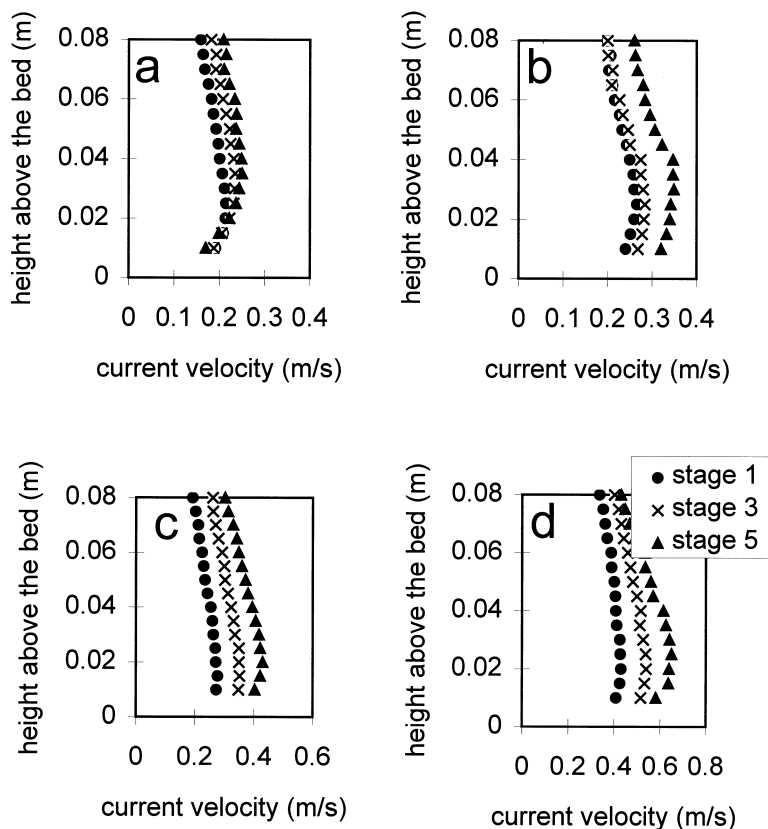 height above the bed (m)
0.08
0.06
0.04
0.02
0
a
0 0.1 0.2 0.3 0.4
current velocity (m/s)
height above the bed (m)
0.08
0.06
0.04
0.02
0
b
0 0.1 0.2 0.3 0.4
current velocity (m/s)
height above the bed (m)
0.08
0.06
0.04
0.02
0
c
0 0.2 0.4 0.6
current velocity (m/s)
height above the bed (m)
0.08
0.06
0.04
0.02
0
d
stage 1
stage 3
stage 5
0 0.2 0.4 0.6 0.8
current velocity (m/s)